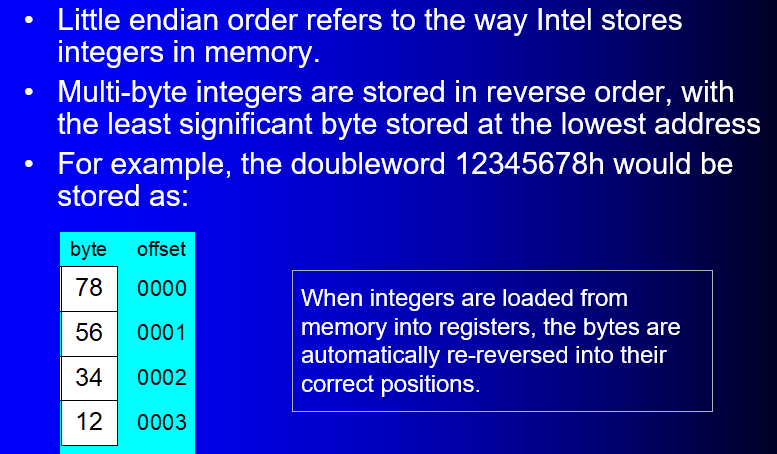 • Little endian order refers to the way Intel stores
integers in memory.
• Multi-byte integers are stored in reverse order, with
the least significant byte stored at the lowest address
• For example, the doubleword 12345678h would be
stored as:
byte offset
78 0000
56 0001
34 0002
12 0003
When integers are loaded from
memory into registers, the bytes are
automatically re-reversed into their
correct positions.